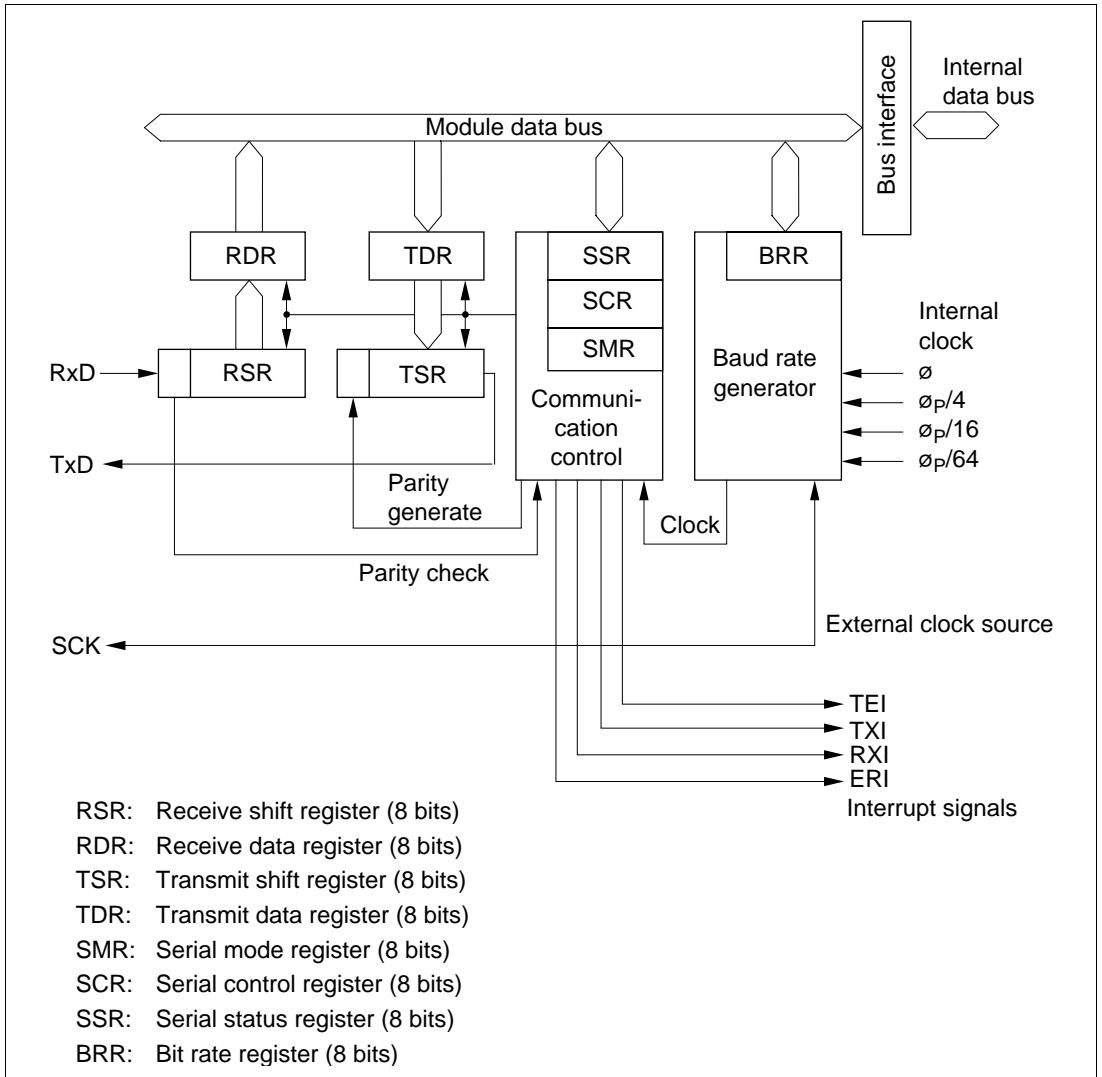 Internal
data bus
Bus interface
Module data bus
RDR
TDR
SSR
BRR
SCR
SMR
RxD
RSR
TSR
Baud rate
generator
Internal
clock
ø
øP/4
øP/16
øP/64
Communi-
cation
control
TxD
Parity
generate
Clock
Parity check
External clock source
SCK
TEI
TXI
RXI
ERI
Interrupt signals
RSR: Receive shift register (8 bits)
RDR: Receive data register (8 bits)
TSR: Transmit shift register (8 bits)
TDR: Transmit data register (8 bits)
SMR: Serial mode register (8 bits)
SCR: Serial control register (8 bits)
SSR: Serial status register (8 bits)
BRR: Bit rate register (8 bits)